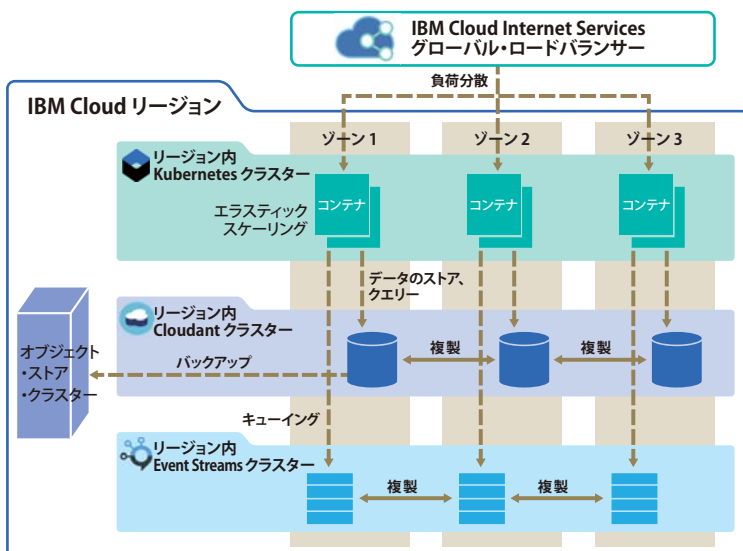 IBM Cloud Internet Services
グローバル・ロードバランサー
負荷分散
IBM Cloud リージョン
ゾーン 1
ゾーン 2
ゾーン 3
リージョン内
Kubernetes クラスター
エラスティック
スケーリング
コンテナ
コンテナ
コンテナ
データのストア、
クエリー
リージョン内
Cloudant クラスター
オブジェクト
・ストア
・クラスター
バックアップ
複製
複製
キューイング
リージョン内
Event Streams クラスター
複製
複製